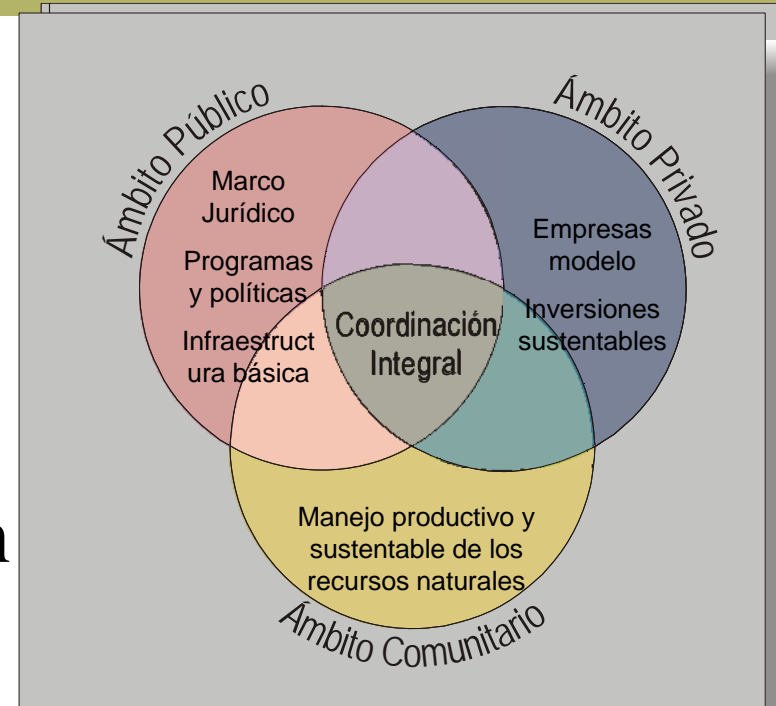 Ámbito Público
Marco
Jurídico
Programas
y políticas
Infraestruct
ura básica
Ámbito Privado
Empresas
modelo
Inversiones
sustentables
Coordinación
Integral
Manejo productivo y
sustentable de los
recursos naturales
Ámbito Comunitario